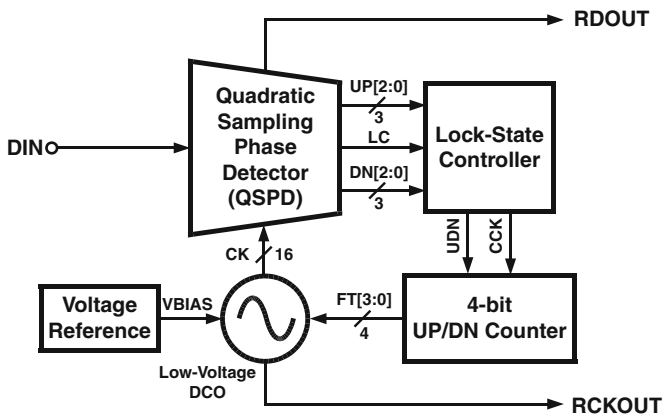 RDOUT
UP[2:0]
3
Quadratic
Sampling
Phase
Detector
(QSPD)
LC
Lock-State
Controller
DIN
DN[2:0]
3
UDN
CCK
CK
16
Voltage
Reference
VBIAS
FT[3:0]
4
4-bit
UP/DN Counter
Low-Voltage
DCO
RCKOUT